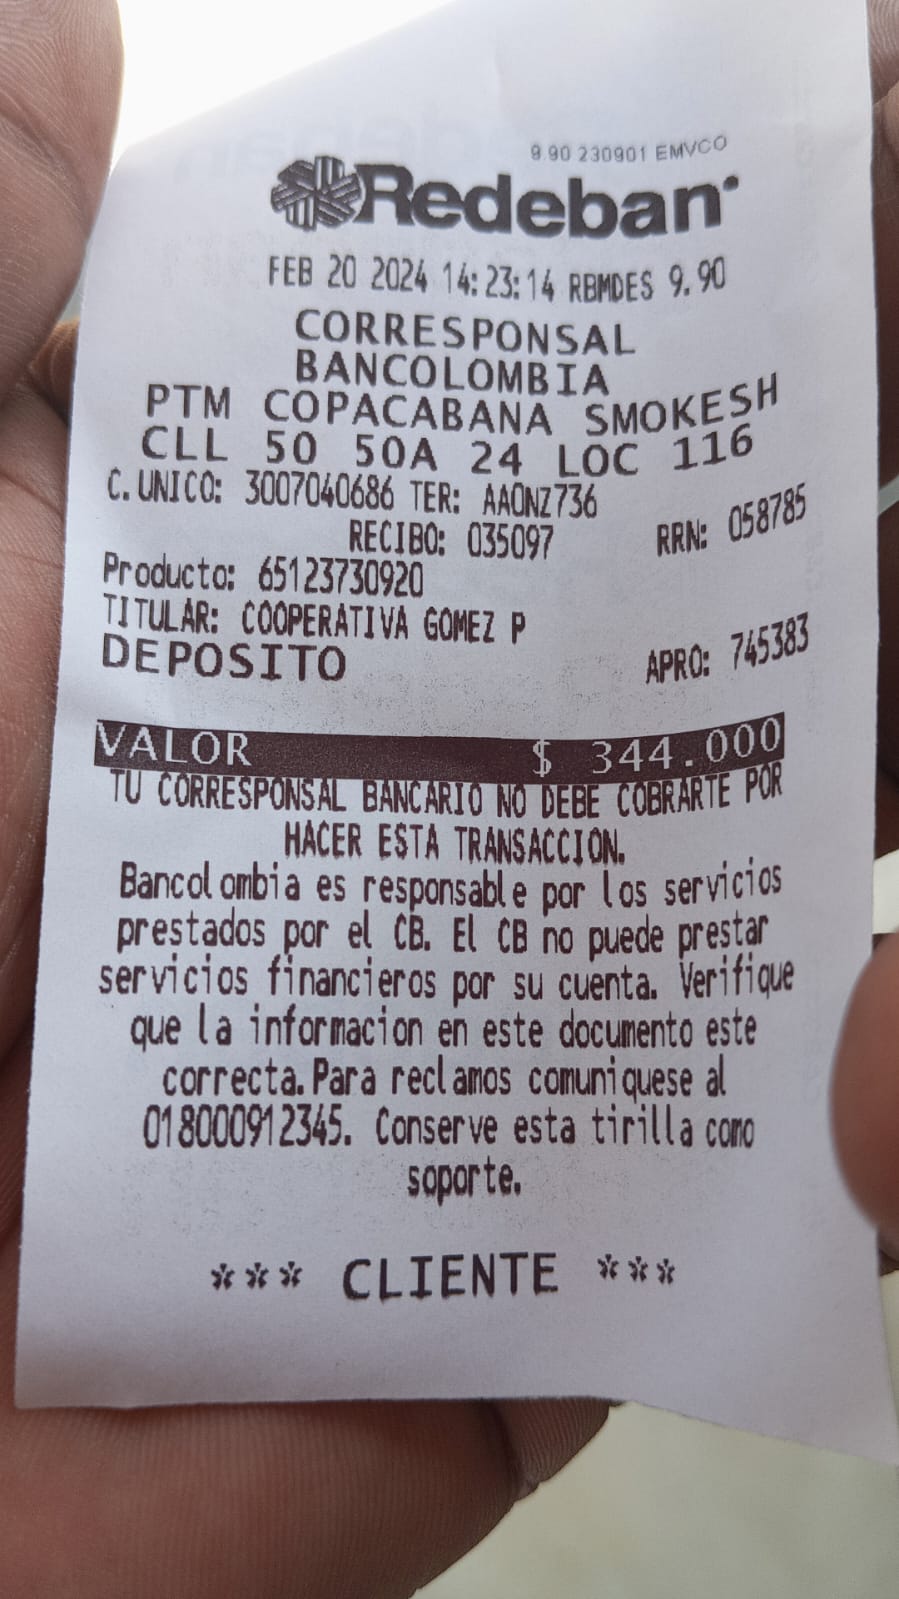 9.90 230901 EMVCO
Redeban
FEB 20 2024 14:23:14 RBMDES 9.90
CORRESPONSAL
BANCOLOMBIA
PTM COPACABANA SMOKESH
CLL 50 50A 24 LOC 116
C.UNICO: 3007040686 TER: AAONZ736
RECIBO: 035097 RRN: 058785
Producto: 65123730920
TITULAR: COOPERATIVA GOMEZ P
DEPOSITO APRO: 745383
VALOR $ 344.000
TU CORRESPONSAL BANCARIO NO DEBE COBRARTE POR
HACER ESTA TRANSACCION.
Bancolombia es responsable por los servicios
prestados por el CB. El CB no puede prestar
servicios financieros por su cuenta. Verifique
que la informacion en este documento este
correcta.Para reclamos comuniquese al
018000912345. Conserve esta tirilla como
soporte.
*** CLIENTE ***